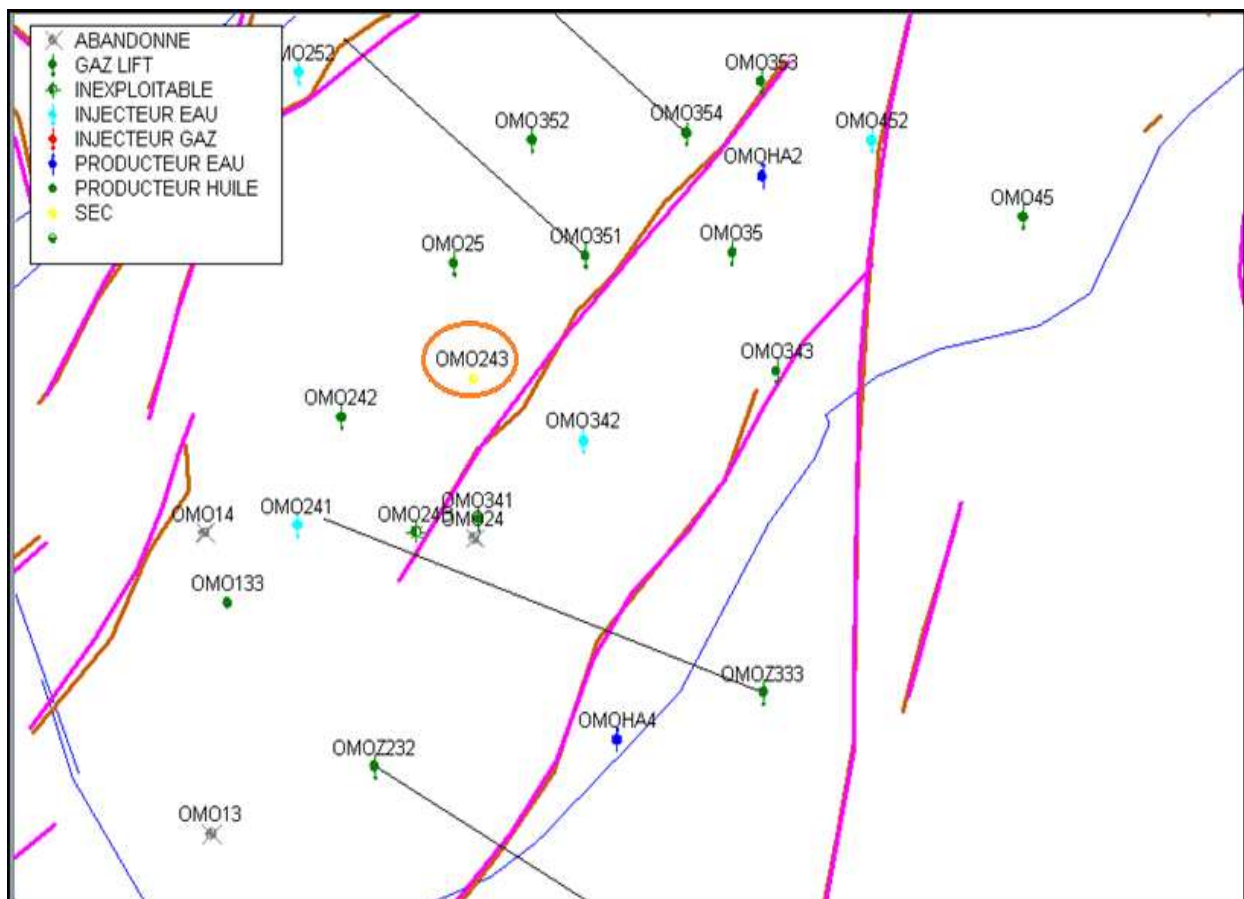 ABANDONNE
GAZ LIFT
INEXPLOITABLE
INJECTEUR EAU
INJECTEUR GAZ
PRODUCTEUR EAU
PRODUCTEUR HUILE
SEC
OMO353
OMO352
OMO354
OMO452
OMOHA2
OMO45
OMO25
OMO351
OMO35
OMO243
OMO343
OMO242
OMO342
OMO14
OMO241
OMO341
OMO24
OMO133
OMOZ333
OMOHA4
OMOZ232
OMO13